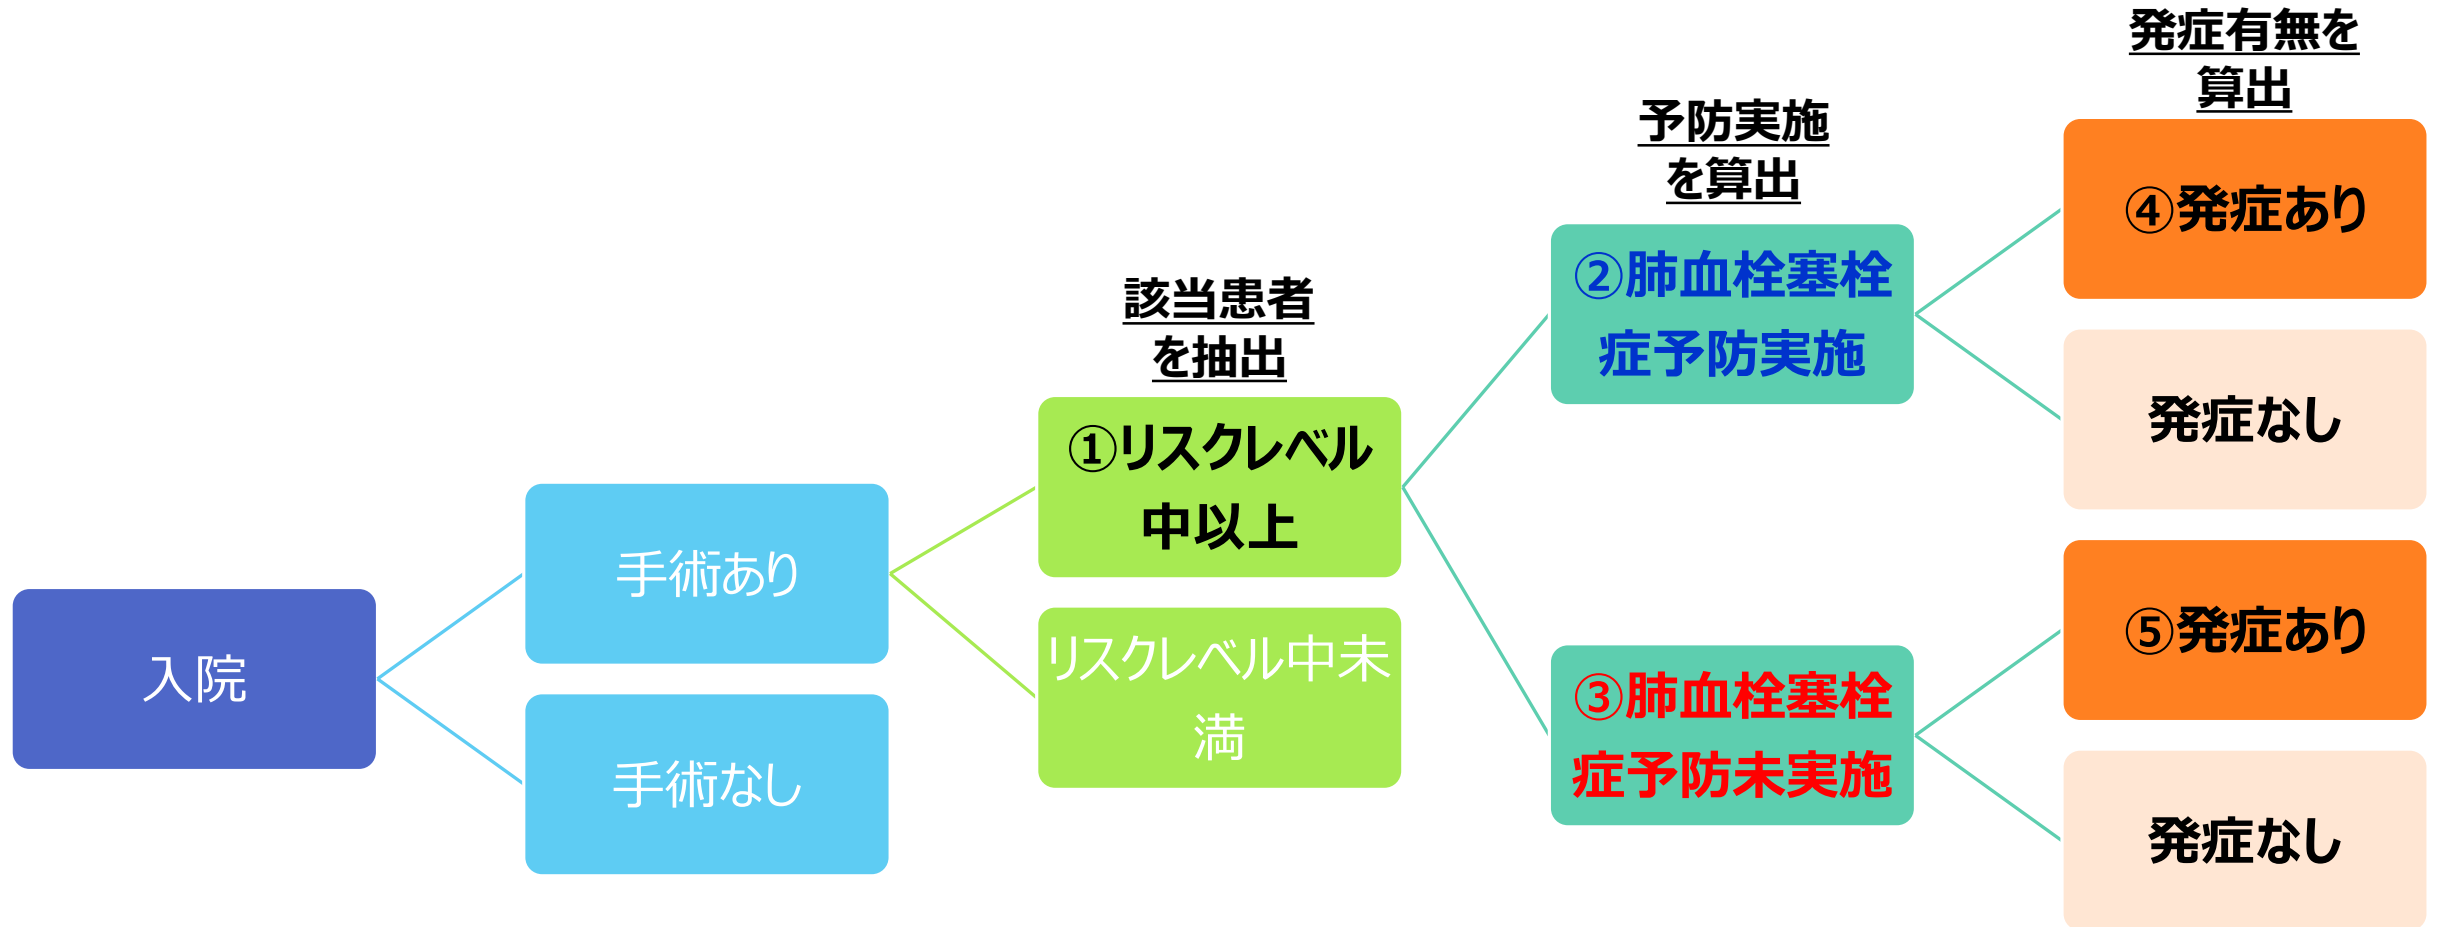 入院
手術あり
手術なし
該当患者
を抽出
①リスクレベル
中以上
リスクレベル中未
満
予防実施
を算出
②肺血栓塞栓
症予防実施
③肺血栓塞栓
症予防未実施
発症有無を
算出
④発症あり
発症なし
⑤発症あり
発症なし